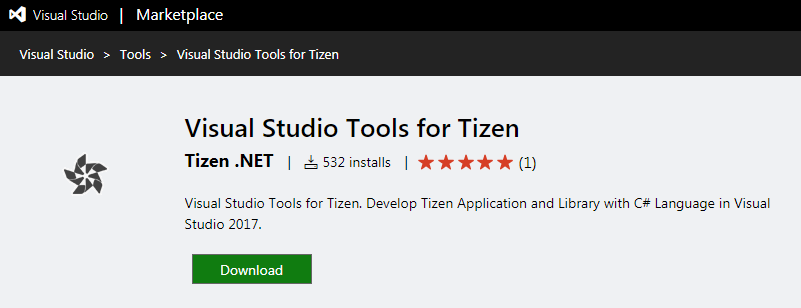 Visual Studio | Marketplace
Visual Studio > Tools > Visual Studio Tools for Tizen
Visual Studio Tools for Tizen
Tizen .NET | 532 installs | (1)
Visual Studio Tools for Tizen. Develop Tizen Application and Library with C# Language in Visual
Studio 2017.
Download